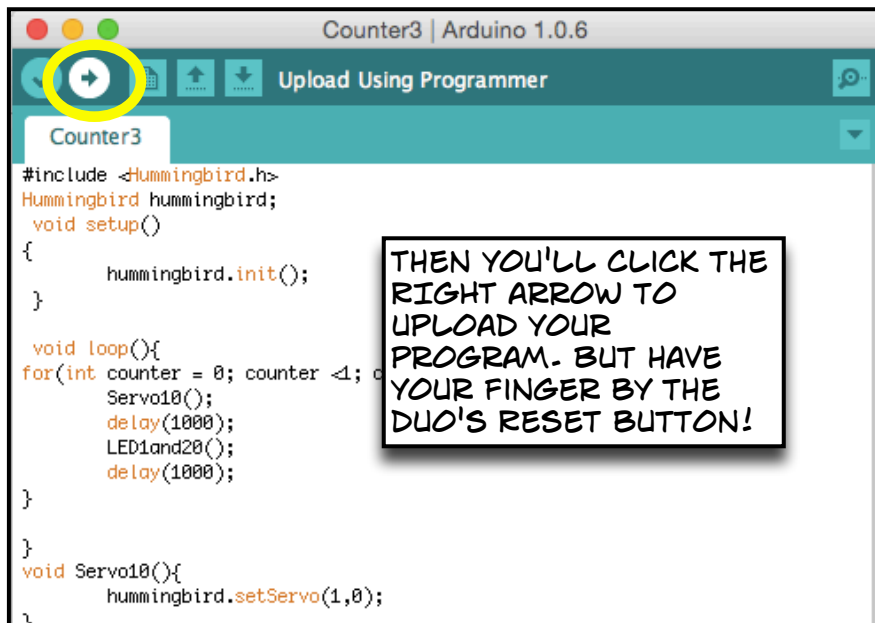 Counter3 | Arduino 1.0.6
Upload Using Programmer
Counter3
#include <Hummingbird.h>
Hummingbird hummingbird;
void setup()
{
hummingbird.init();
}
void loop(){
for(int counter = 0; counter <1; c
Servo10();
delay(1000);
LED1and20();
delay(1000);
}
}
void Servo10(){
hummingbird.setServo(1,0);
}
THEN YOU'LL CLICK THE
RIGHT ARROW TO
UPLOAD YOUR
PROGRAM. BUT HAVE
YOUR FINGER BY THE
DUO'S RESET BUTTON!